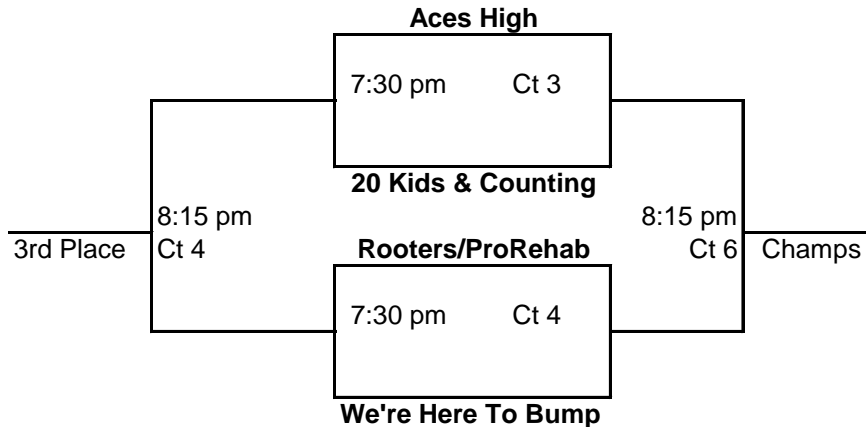 Aces High
7:30 pm Ct 3
20 Kids & Counting
8:15 pm 8:15 pm
3rd Place Ct 4 Rooters/ProRehab Ct 6 Champs
7:30 pm Ct 4
We're Here To Bump